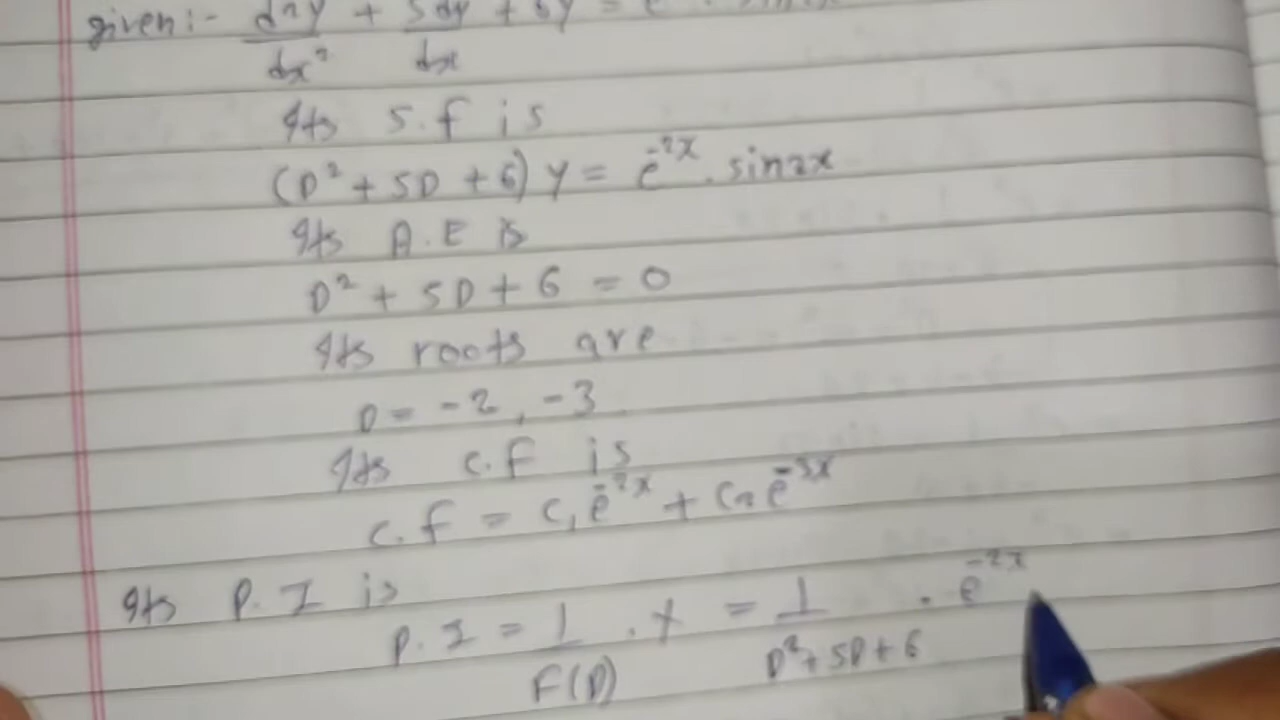 given:- d²y/dx² + 5dy/dx + 6y = e . sin2x
Its S.F is
(D² + 5D + 6) y = e⁻²ˣ . sin2x
Its A.E is
D² + 5D + 6 = 0
Its roots are
D = -2, -3
Its C.F is
C.F = C₁e⁻²ˣ + C₂e⁻³ˣ
Its P.I is
P.I = 1/F(D) . X = 1/D²+5D+6 . e⁻²ˣ